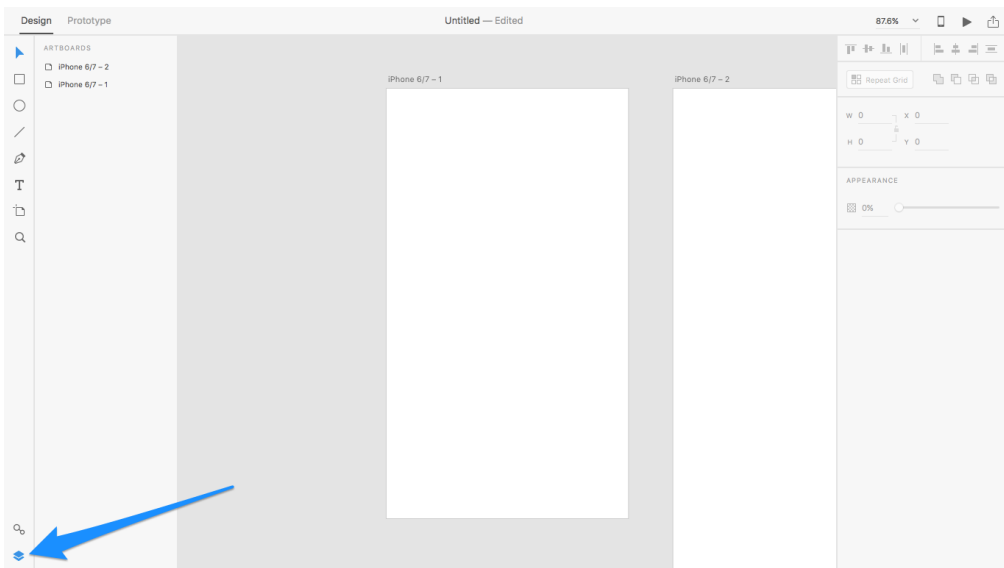 Design Prototype Untitled — Edited 87.6%
ARTBOARDS
iPhone 6/7 – 2
iPhone 6/7 – 1
iPhone 6/7 – 1 iPhone 6/7 – 2
T
Repeat Grid
W 0 X 0
H 0 Y 0
APPEARANCE
0%